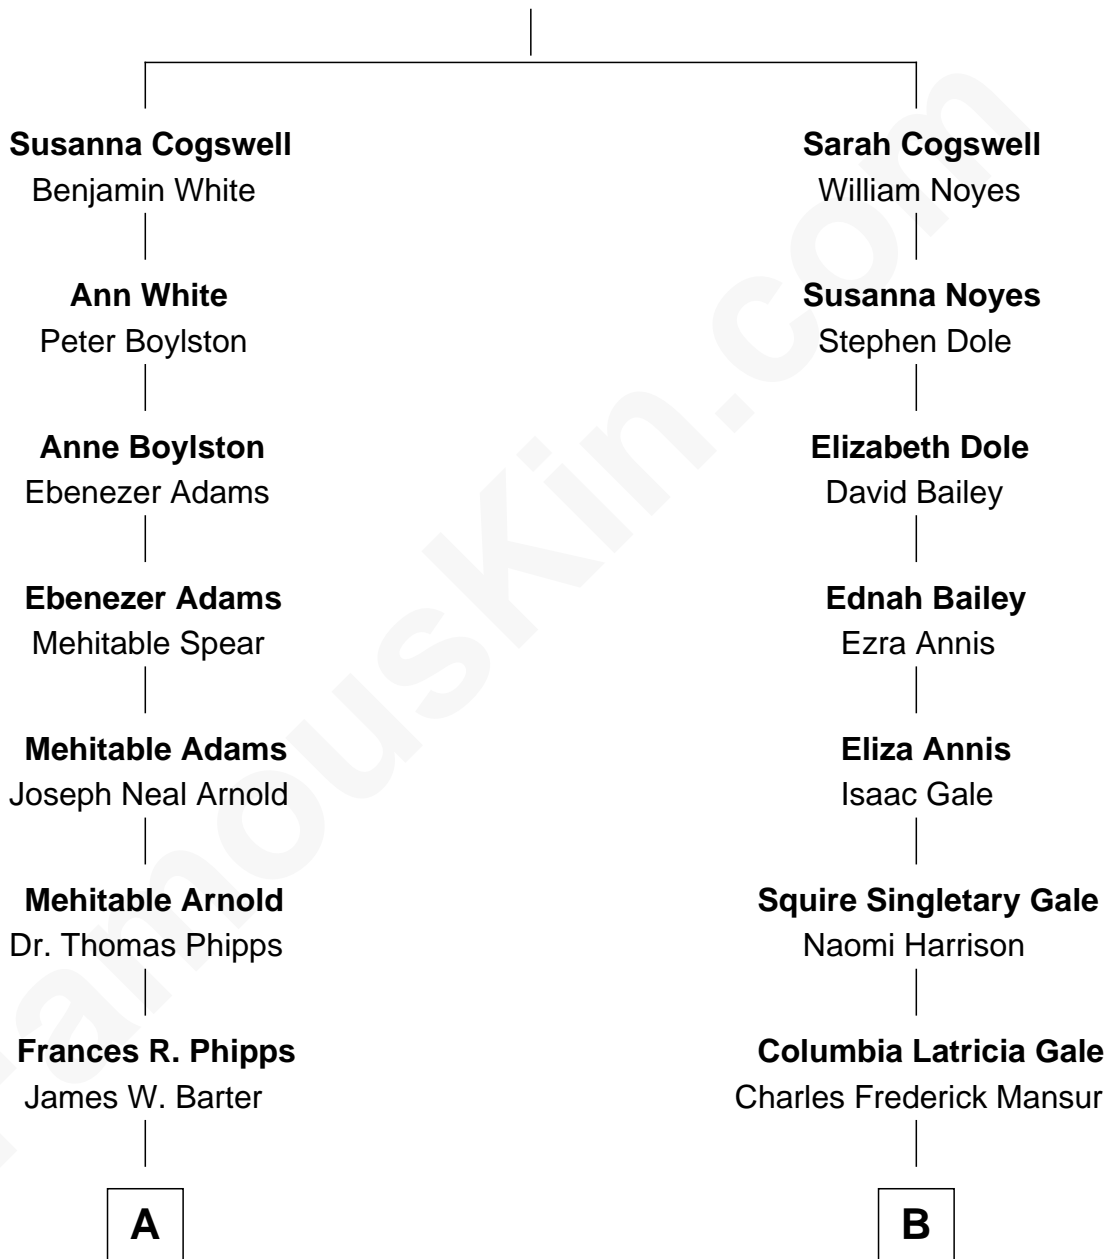 Susanna Cogswell
Benjamin White
Ann White
Peter Boylston
Anne Boylston
Ebenezer Adams
Ebenezer Adams
Mehitable Spear
Mehitable Adams
Joseph Neal Arnold
Mehitable Arnold
Dr. Thomas Phipps
Frances R. Phipps
James W. Barter
A
Sarah Cogswell
William Noyes
Susanna Noyes
Stephen Dole
Elizabeth Dole
David Bailey
Ednah Bailey
Ezra Annis
Eliza Annis
Isaac Gale
Squire Singletary Gale
Naomi Harrison
Columbia Latricia Gale
Charles Frederick Mansur
B
FamousKin.com